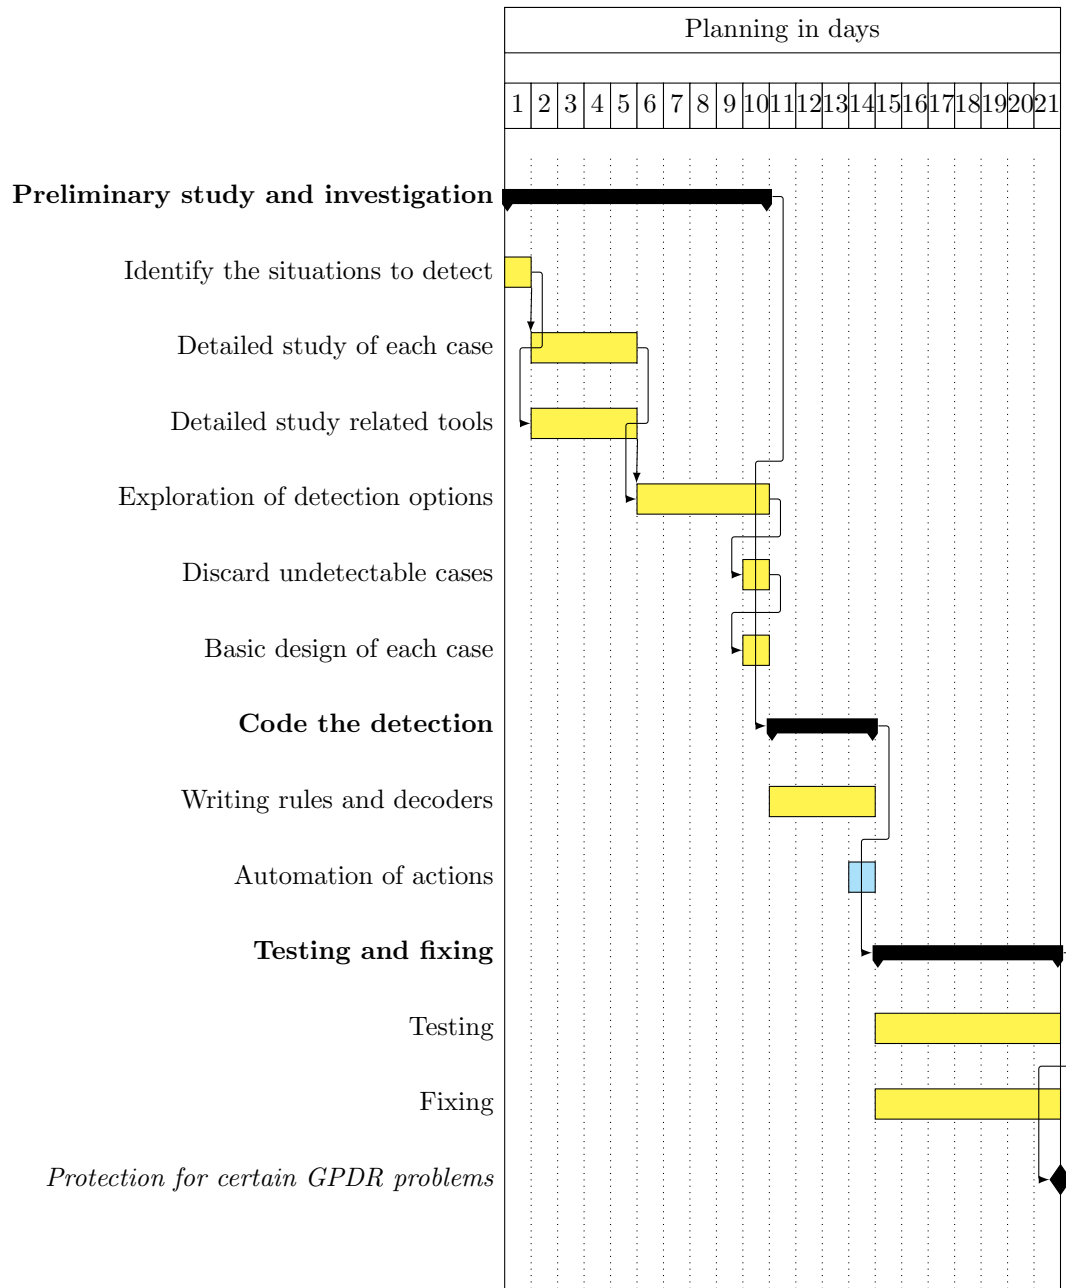 Planning in days
1 2 3 4 5 6 7 8 9 10 11 12 13 14 15 16 17 18 19 20 21
Preliminary study and investigation
Identify the situations to detect
Detailed study of each case
Detailed study related tools
Exploration of detection options
Discard undetectable cases
Basic design of each case
Code the detection
Writing rules and decoders
Automation of actions
Testing and fixing
Testing
Fixing
Protection for certain GPDR problems